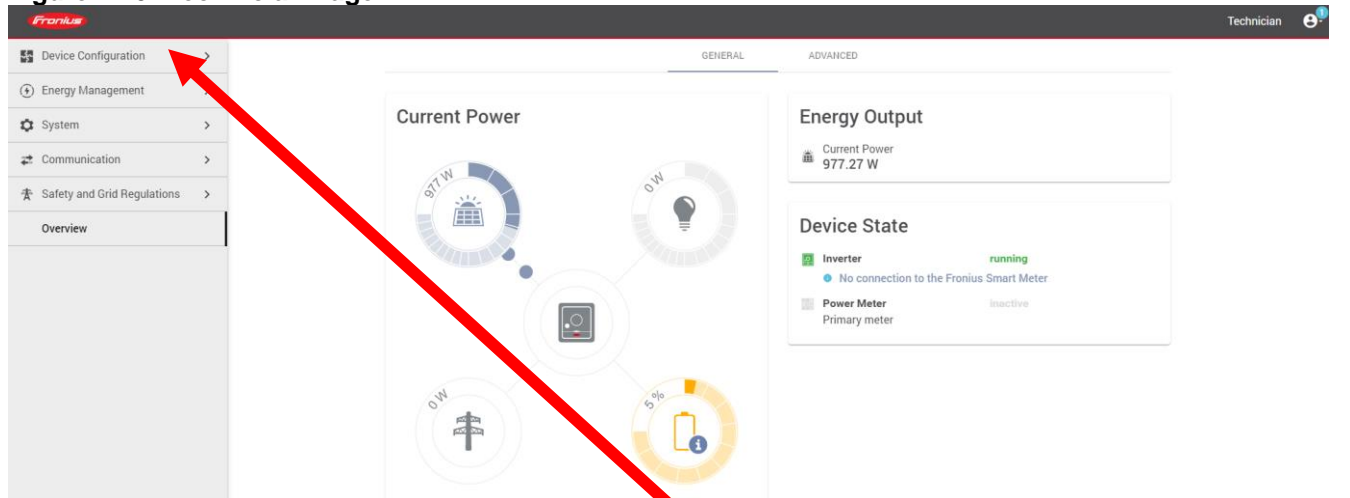 Fronius
Technician
1
Device Configuration
Energy Management
System
Communication
Safety and Grid Regulations
Overview
GENERAL
ADVANCED
Current Power
977 W
0 W
0 W
5 %
i
Energy Output
Current Power
977.27 W
Device State
Inverter
running
No connection to the Fronius Smart Meter
Power Meter
inactive
Primary meter